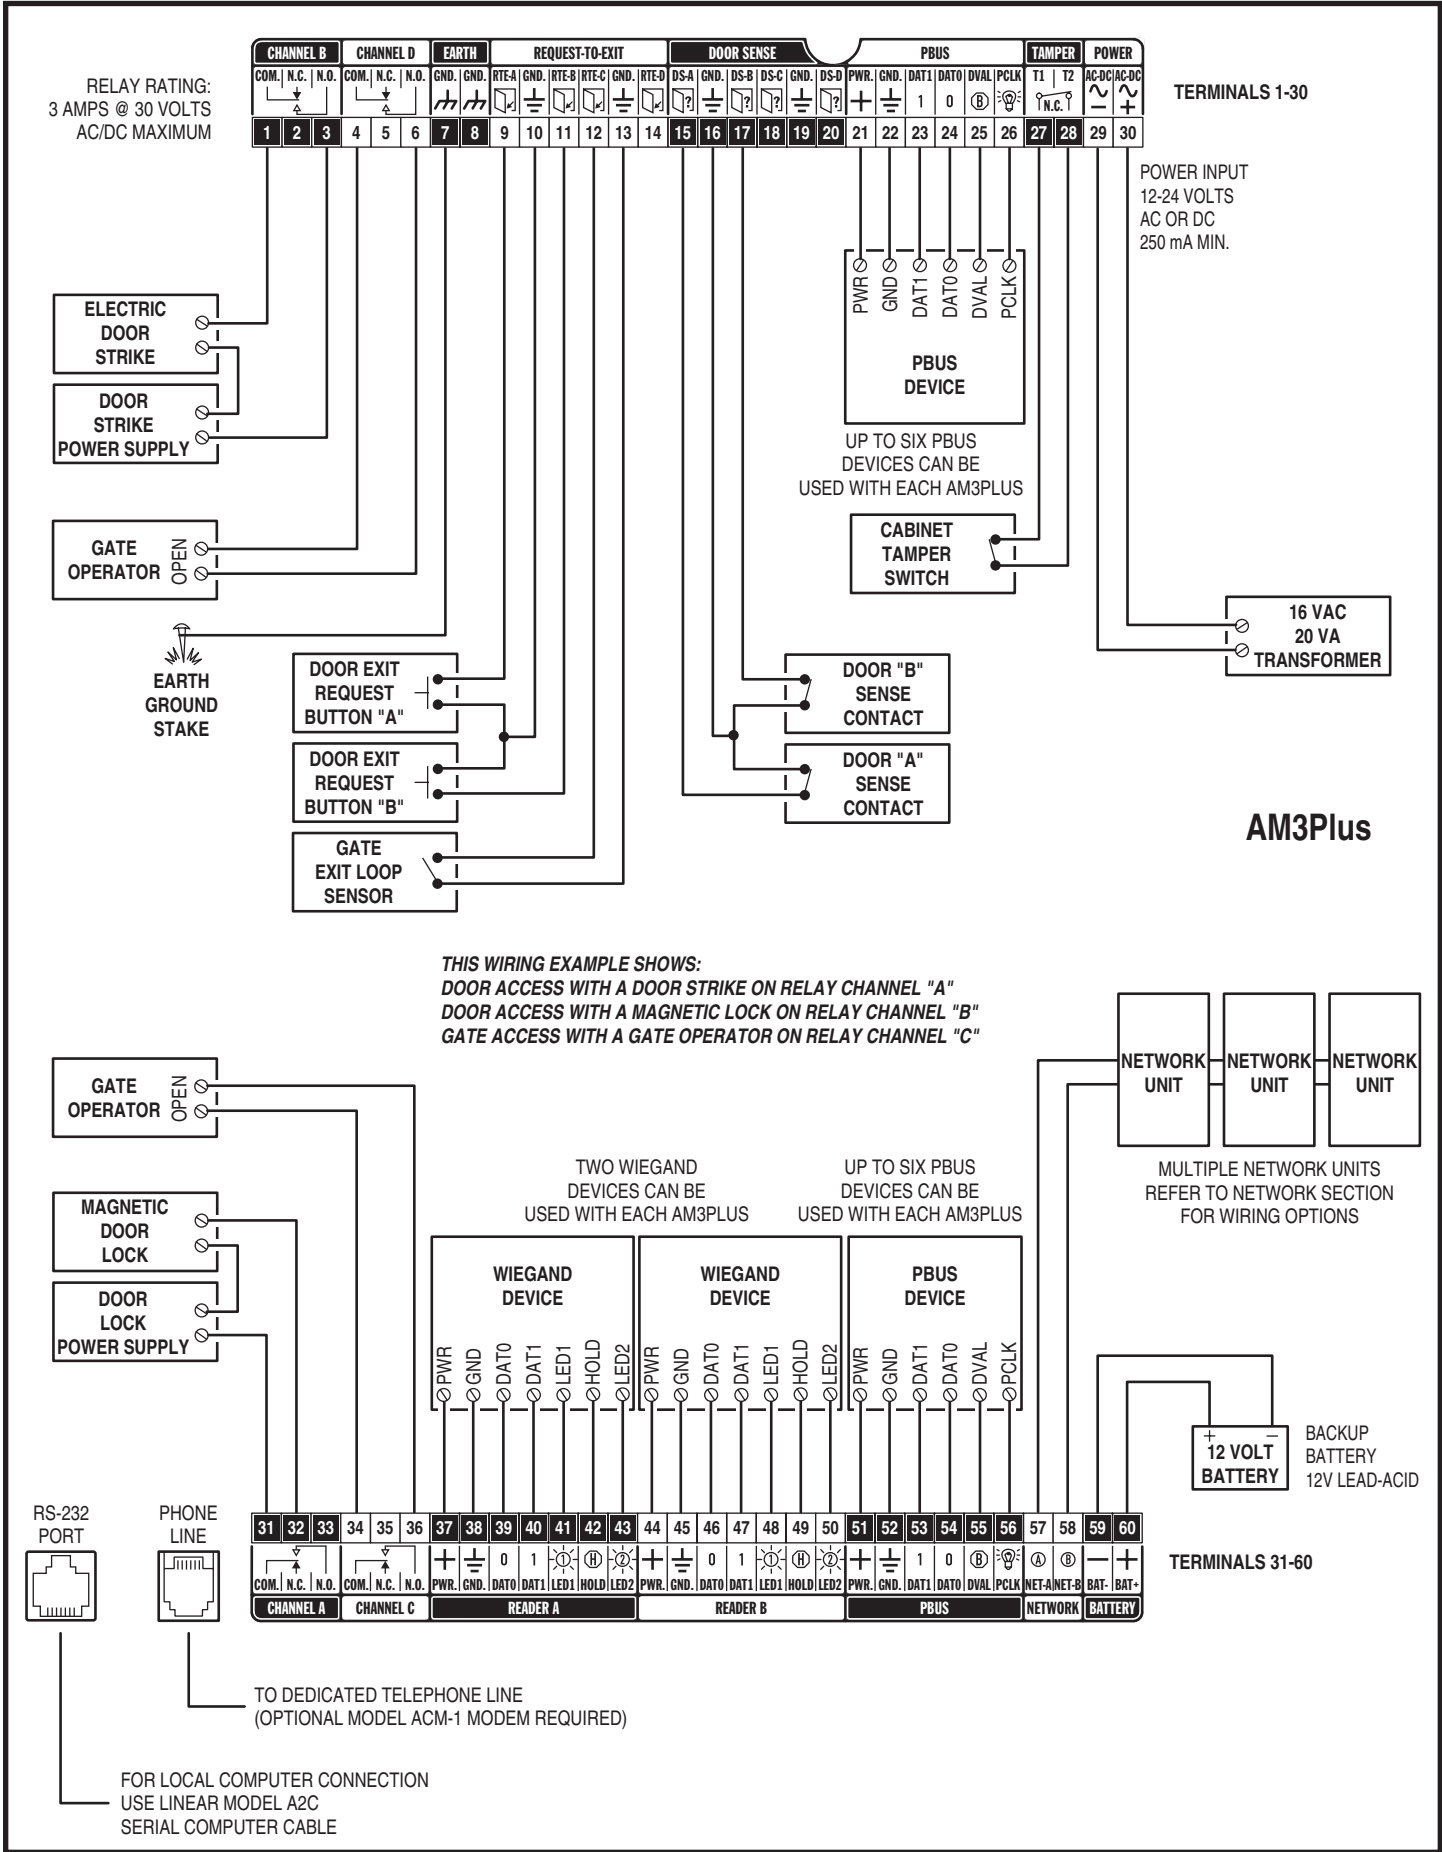 CHANNEL B CHANNEL D EARTH REQUEST-TO-EXIT DOOR SENSE PBUS TAMPER POWER
COM. N.C. N.O. COM. N.C. N.O. GND. GND. RTE-A GND. RTE-B RTE-C GND. RTE-D DS-A GND. DS-B DS-C GND. DS-D PWR. GND. DAT1 DAT0 DVAL PCLK T1 T2 AC-DC AC-DC
? ? ? ? + 1 0 B N.C. − +
1 2 3 4 5 6 7 8 9 10 11 12 13 14 15 16 17 18 19 20 21 22 23 24 25 26 27 28 29 30
RELAY RATING:
3 AMPS @ 30 VOLTS
AC/DC MAXIMUM
TERMINALS 1-30
POWER INPUT
12-24 VOLTS
AC OR DC
250 mA MIN.
PWR GND DAT1 DAT0 DVAL PCLK
PBUS
DEVICE
UP TO SIX PBUS
DEVICES CAN BE
USED WITH EACH AM3PLUS
ELECTRIC
DOOR
STRIKE
DOOR
STRIKE
POWER SUPPLY
GATE
OPERATOR
OPEN
CABINET
TAMPER
SWITCH
16 VAC
20 VA
TRANSFORMER
EARTH
GROUND
STAKE
DOOR EXIT
REQUEST
BUTTON "A"
DOOR EXIT
REQUEST
BUTTON "B"
GATE
EXIT LOOP
SENSOR
DOOR "B"
SENSE
CONTACT
DOOR "A"
SENSE
CONTACT
AM3Plus
THIS WIRING EXAMPLE SHOWS:
DOOR ACCESS WITH A DOOR STRIKE ON RELAY CHANNEL "A"
DOOR ACCESS WITH A MAGNETIC LOCK ON RELAY CHANNEL "B"
GATE ACCESS WITH A GATE OPERATOR ON RELAY CHANNEL "C"
NETWORK
UNIT
NETWORK
UNIT
NETWORK
UNIT
MULTIPLE NETWORK UNITS
REFER TO NETWORK SECTION
FOR WIRING OPTIONS
GATE
OPERATOR
OPEN
MAGNETIC
DOOR
LOCK
DOOR
LOCK
POWER SUPPLY
TWO WIEGAND
DEVICES CAN BE
USED WITH EACH AM3PLUS
UP TO SIX PBUS
DEVICES CAN BE
USED WITH EACH AM3PLUS
WIEGAND
DEVICE
PWR GND DAT0 DAT1 LED1 HOLD LED2
WIEGAND
DEVICE
PWR GND DAT0 DAT1 LED1 HOLD LED2
PBUS
DEVICE
PWR GND DAT1 DAT0 DVAL PCLK
+ −
12 VOLT
BATTERY
BACKUP
BATTERY
12V LEAD-ACID
RS-232
PORT
PHONE
LINE
31 32 33 34 35 36 37 38 39 40 41 42 43 44 45 46 47 48 49 50 51 52 53 54 55 56 57 58 59 60
+ 0 1 1 H 2 + 0 1 1 H 2 + 1 0 B A B − +
COM. N.C. N.O. COM. N.C. N.O. PWR. GND. DAT0 DAT1 LED1 HOLD LED2 PWR. GND. DAT0 DAT1 LED1 HOLD LED2 PWR. GND. DAT1 DAT0 DVAL PCLK NET-A NET-B BAT- BAT+
CHANNEL A CHANNEL C READER A READER B PBUS NETWORK BATTERY
TERMINALS 31-60
TO DEDICATED TELEPHONE LINE
(OPTIONAL MODEL ACM-1 MODEM REQUIRED)
FOR LOCAL COMPUTER CONNECTION
USE LINEAR MODEL A2C
SERIAL COMPUTER CABLE